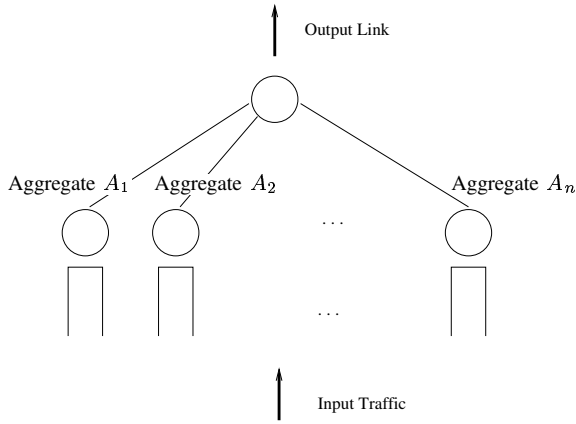 Output Link
Aggregate A₁ Aggregate A₂ Aggregate Aₙ
. . .
. . .
Input Traffic